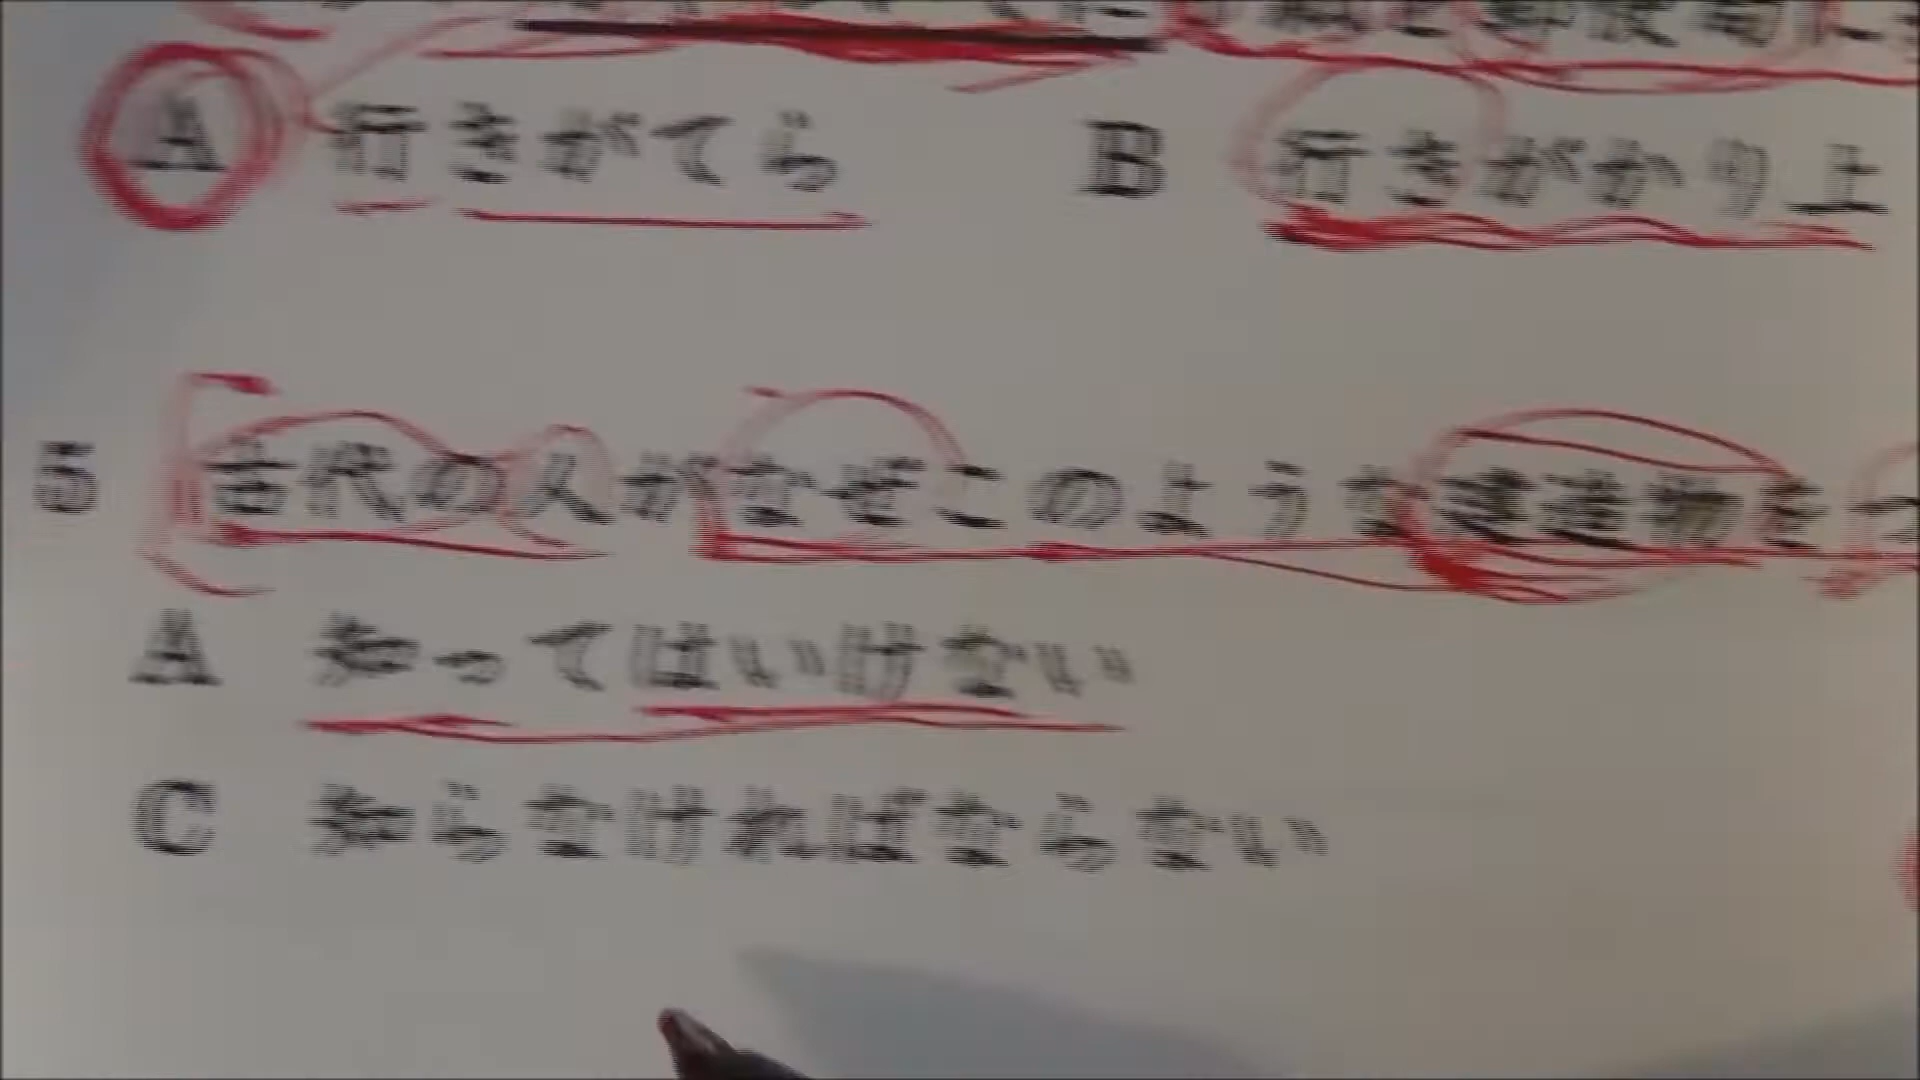 A 行きがてら B 行きがかり上
5 古代の人がなぜこのような建造物をつ
A 知ってはいけない
C 知らなければならない